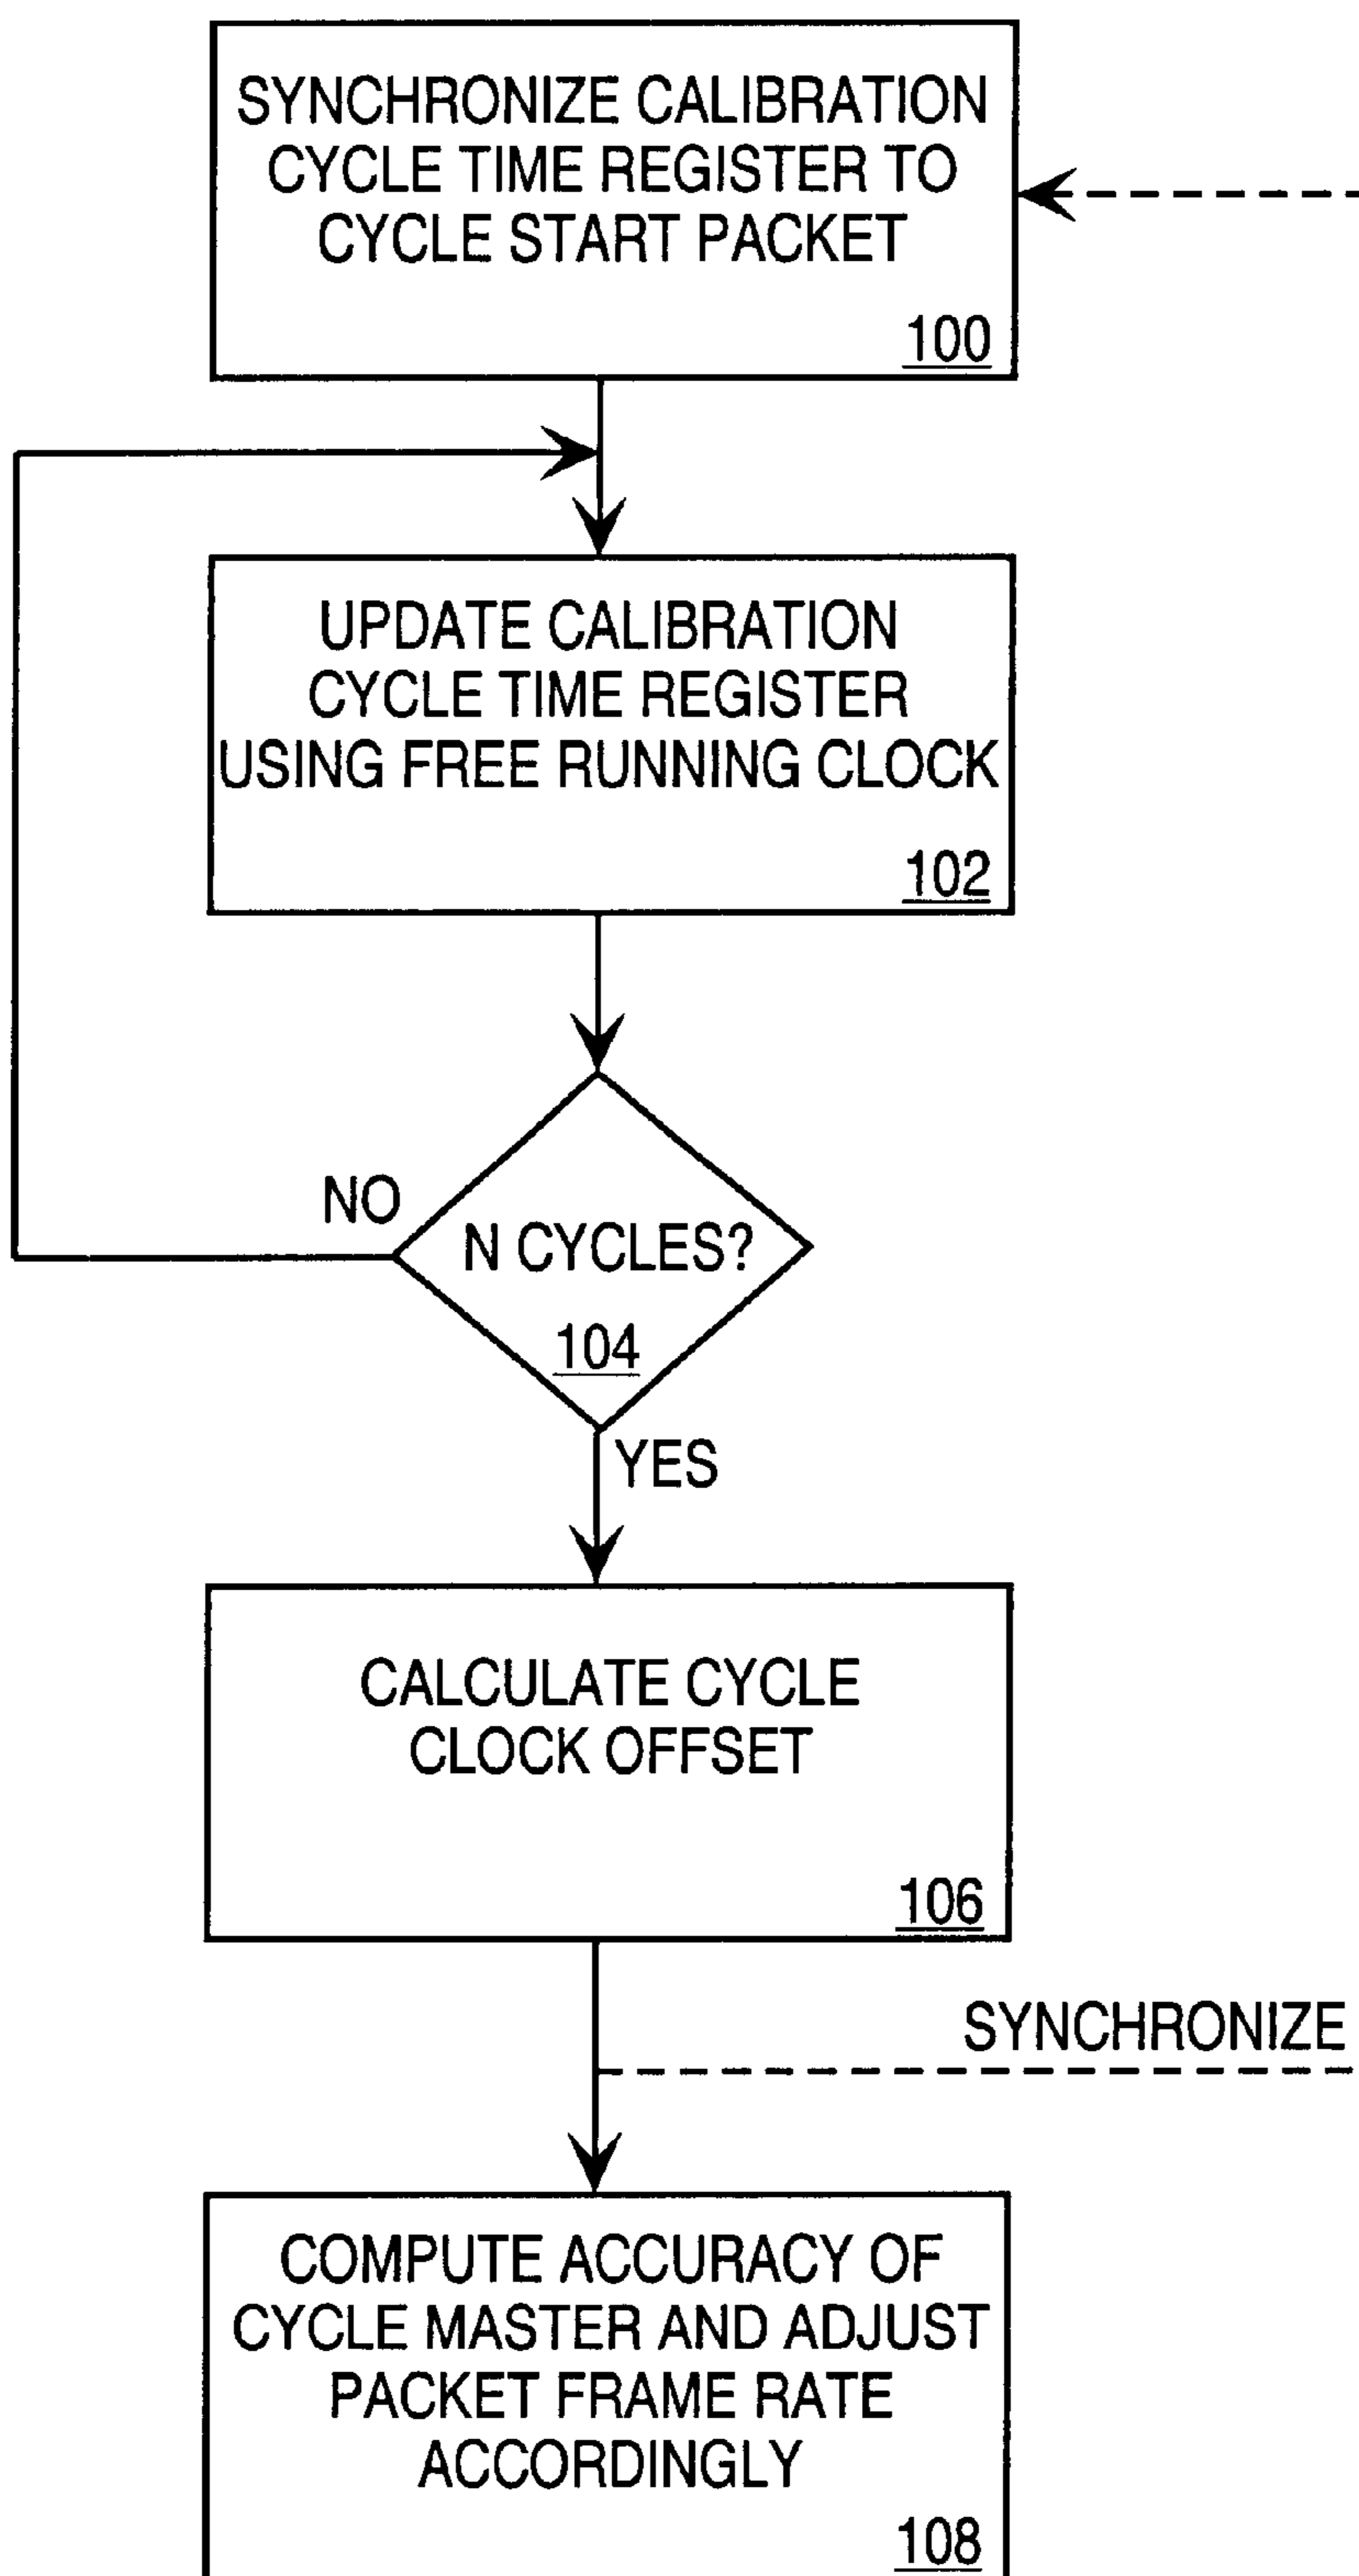 SYNCHRONIZE CALIBRATION
CYCLE TIME REGISTER TO
CYCLE START PACKET
100
UPDATE CALIBRATION
CYCLE TIME REGISTER
USING FREE RUNNING CLOCK
102
NO
N CYCLES?
104
YES
CALCULATE CYCLE
CLOCK OFFSET
106
SYNCHRONIZE
COMPUTE ACCURACY OF
CYCLE MASTER AND ADJUST
PACKET FRAME RATE
ACCORDINGLY
108